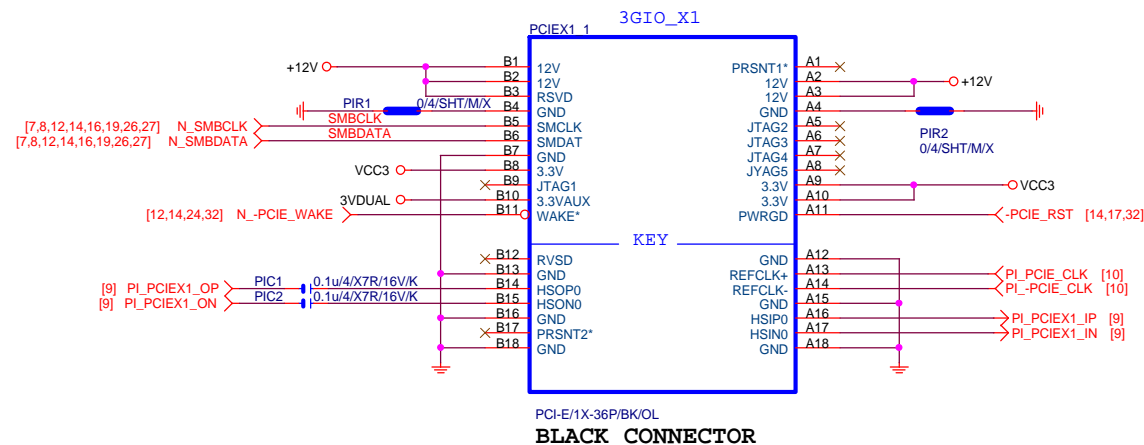 3GIO_X1
PCIEX1_1
+12V B1 12V PRSNT1* A1
B2 12V 12V A2 +12V
B3 RSVD 12V A3
PIR1 0/4/SHT/M/X B4 GND GND A4
[7,8,12,14,16,19,26,27] N_SMBCLK SMBCLK B5 SMCLK JTAG2 A5
[7,8,12,14,16,19,26,27] N_SMBDATA SMBDATA B6 SMDAT JTAG3 A6
PIR2
0/4/SHT/M/X
B7 GND JTAG4 A7
VCC3 B8 3.3V JYAG5 A8
B9 JTAG1 3.3V A9 VCC3
3VDUAL B10 3.3VAUX 3.3V A10
[12,14,24,32] N_-PCIE_WAKE B11 WAKE* PWRGD A11 -PCIE_RST [14,17,32]
KEY
B12 RVSD GND A12
B13 GND REFCLK+ A13 PI_PCIE_CLK [10]
[9] PI_PCIEX1_OP PIC1 0.1u/4/X7R/16V/K B14 HSOP0 REFCLK- A14 PI_-PCIE_CLK [10]
[9] PI_PCIEX1_ON PIC2 0.1u/4/X7R/16V/K B15 HSON0 GND A15
B16 GND HSIP0 A16 PI_PCIEX1_IP [9]
B17 PRSNT2* HSIN0 A17 PI_PCIEX1_IN [9]
B18 GND GND A18
PCI-E/1X-36P/BK/OL
BLACK CONNECTOR